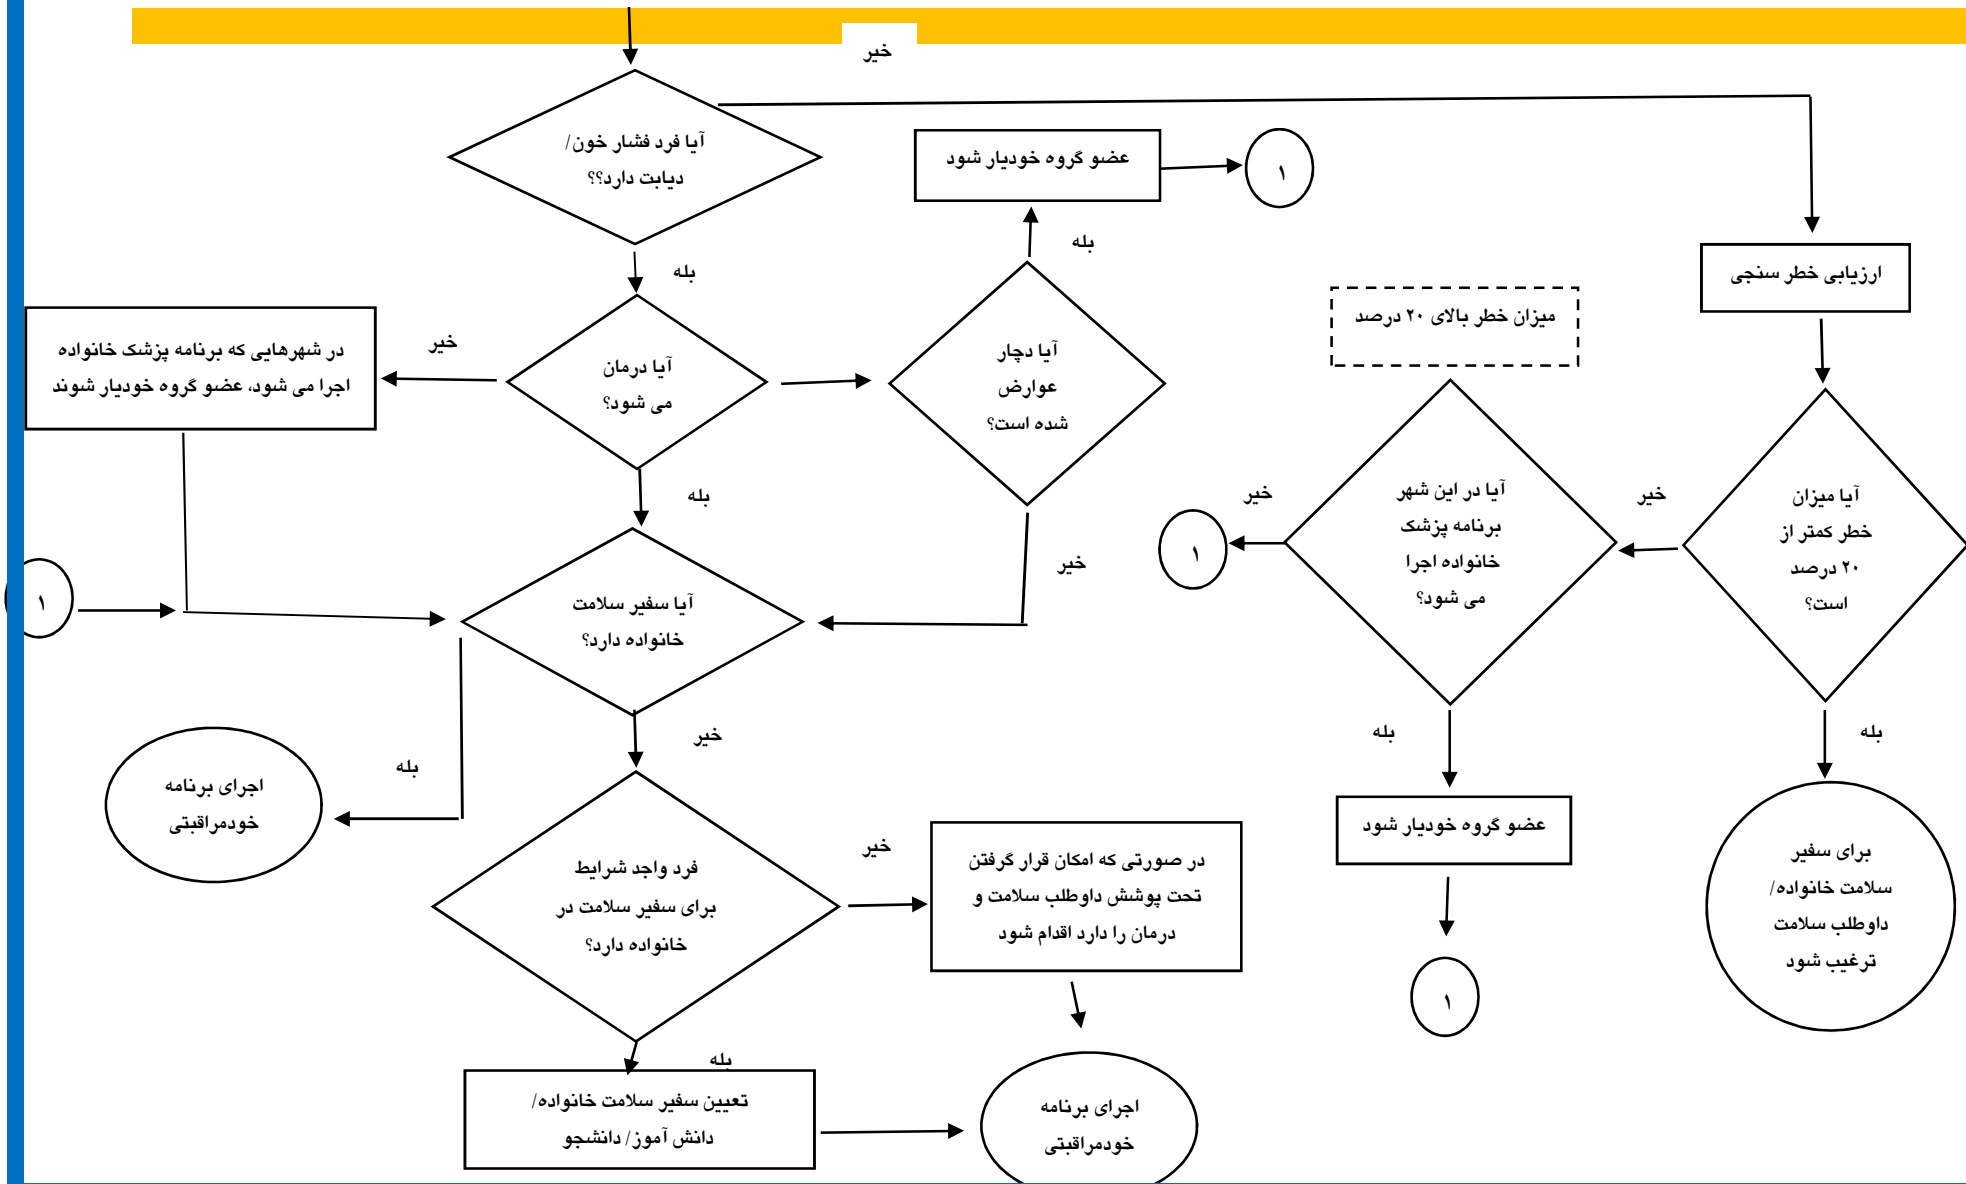 خیر
آیا فرد فشار خون/
دیابت دارد؟؟
عضو گروه خودیار شود
۱
بله
بله
ارزیابی خطر سنجی
میزان خطر بالای ۲۰ درصد
در شهرهایی که برنامه پزشک خانواده
اجرا می شود، عضو گروه خودیار شوند
خیر
آیا درمان
می شود؟
آیا دچار
عوارض
شده است؟
بله
خیر
آیا در این شهر
برنامه پزشک
خانواده اجرا
می شود؟
خیر
آیا میزان
خطر کمتر از
۲۰ درصد
است؟
خیر
۱
۱
آیا سفیر سلامت
خانواده دارد؟
خیر
بله
بله
بله
خیر
اجرای برنامه
خودمراقبتی
عضو گروه خودیار شود
برای سفیر
سلامت خانواده/
داوطلب سلامت
ترغیب شود
فرد واجد شرایط
برای سفیر سلامت در
خانواده دارد؟
خیر
در صورتی که امکان قرار گرفتن
تحت پوشش داوطلب سلامت و
درمان را دارد اقدام شود
۱
بله
تعیین سفیر سلامت خانواده/
دانش آموز/ دانشجو
اجرای برنامه
خودمراقبتی